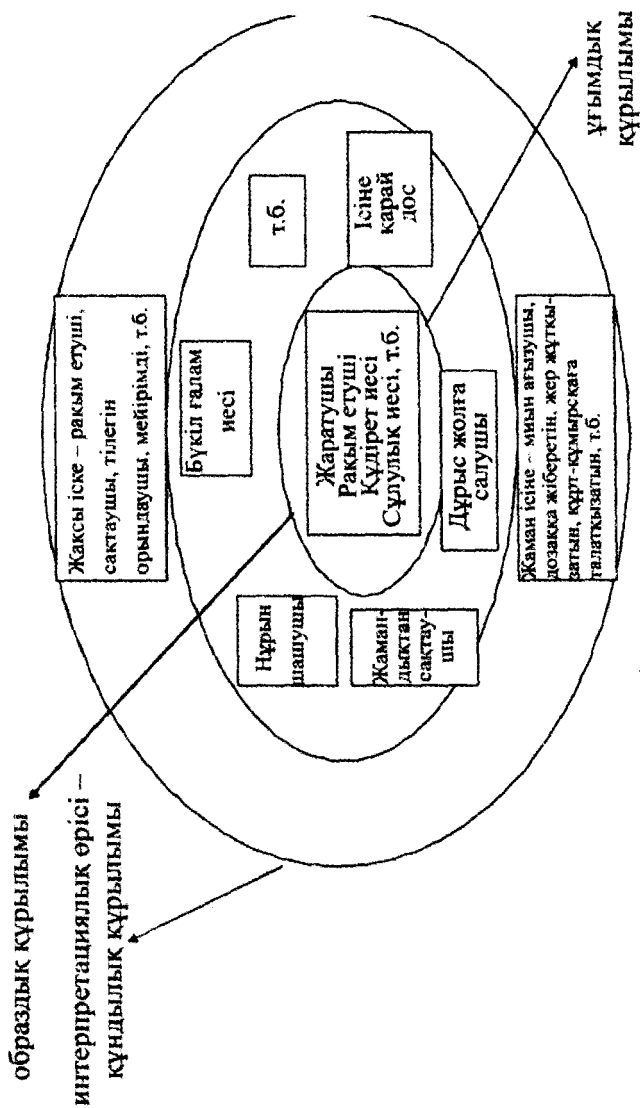 образдық құрылымы
интерпретациялық өрісі –
құндылық құрылымы
Жақсы іске – рақым етуші,
сақтаушы, тілегін
орындаушы, мейірімді, т.б.
Бүкіл ғалам
иесі
т.б.
Нұрын
шашушы
Жаратушы
Рақым етуші
Құдірет иесі
Сұлулық иесі, т.б.
Ісіне
қарай
дос
Жаман-
дықтан
сақтау-
шы
Дұрыс жолға
салушы
Жаман ісіне – миын ағызушы,
дозаққа жіберетін, жер жұтқы-
затын, құрт-құмырсқаға
талатқызатын, т.б.
ұғымдық
құрылымы